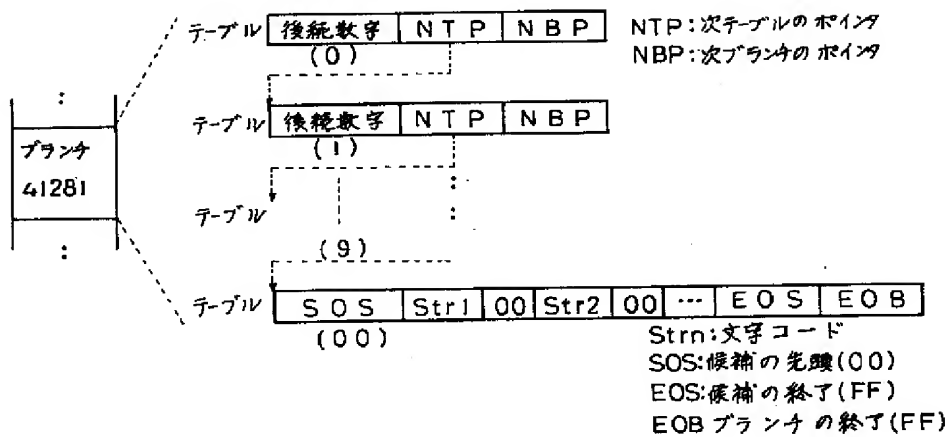 テーブル 後続数字 NTP NBP
(0)
NTP:次テーブルのポインタ
NBP:次ブランチのポインタ
:
テーブル 後続数字 NTP NBP
(1)
ブランチ
41281
:
:
テーブル
(9)
:
テーブル SOS Str1 00 Str2 00 … EOS EOB
(00)
Strn:文字コード
SOS:候補の先頭(00)
EOS:候補の終了(FF)
EOBブランチの終了(FF)